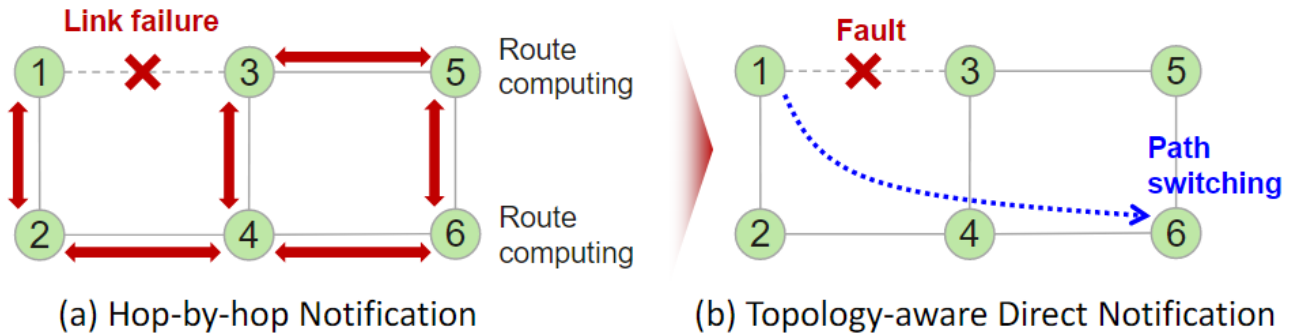 Link failure
1
3
5
Route
computing
2
4
6
Route
computing
(a) Hop-by-hop Notification
Fault
1
3
5
Path
switching
2
4
6
(b) Topology-aware Direct Notification